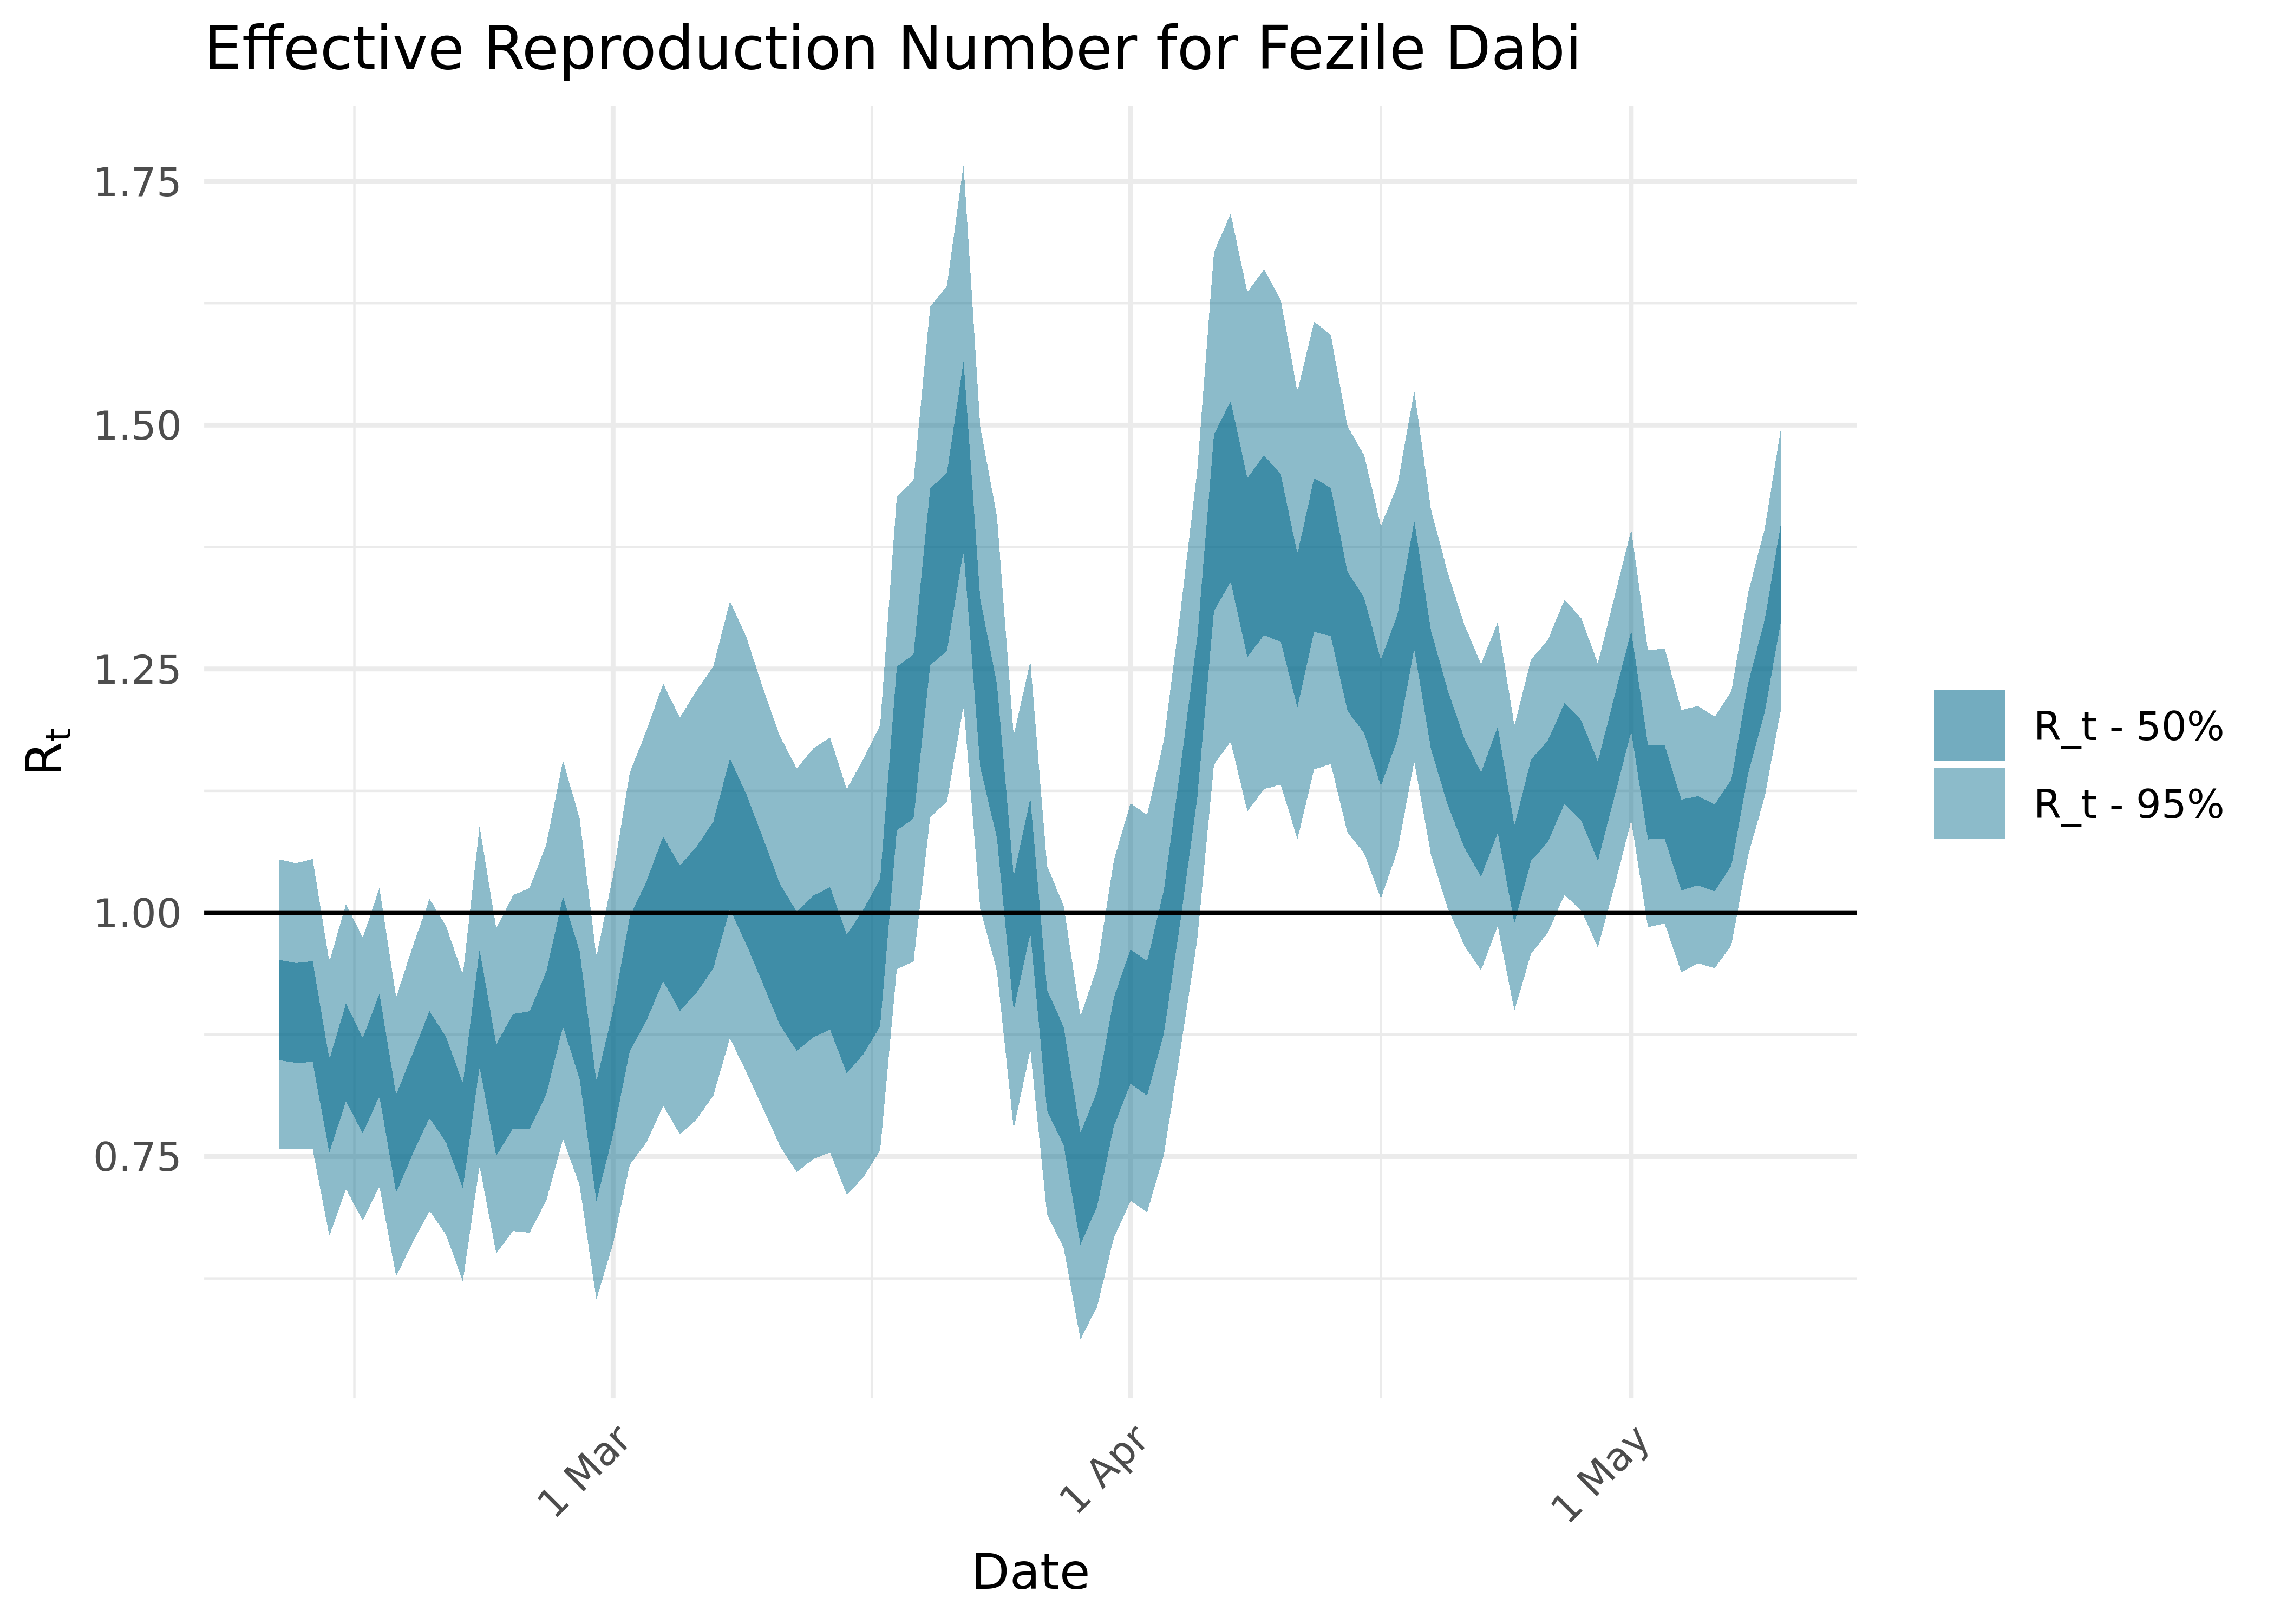 Effective Reproduction Number for Fezile Dabi
1.75
1.50
1.25
1.00
0.75
Rt
1 Mar
1 Apr
1 May
Date
R_t - 50%
R_t - 95%